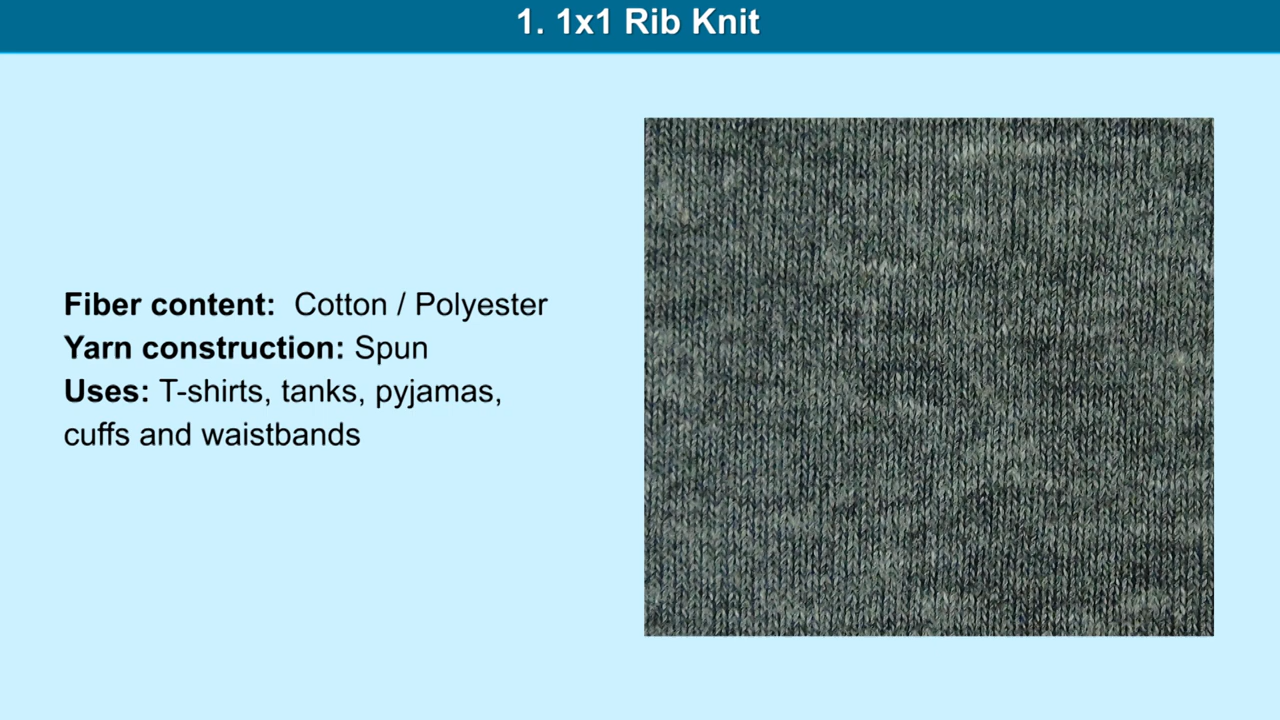 1. 1x1 Rib Knit
Fiber content: Cotton / Polyester
Yarn construction: Spun
Uses: T-shirts, tanks, pyjamas,
cuffs and waistbands